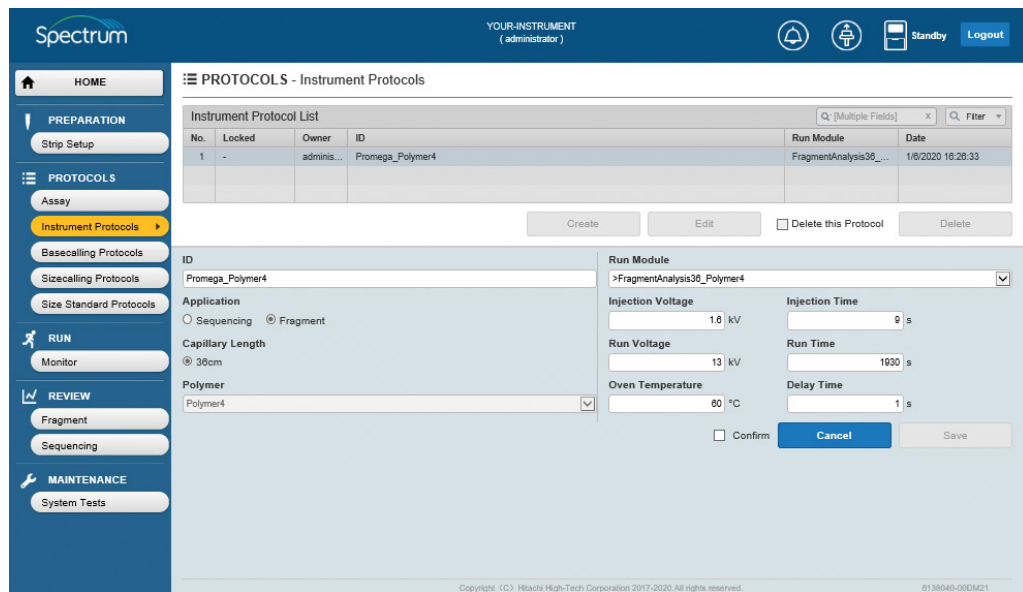 Spectrum
YOUR-INSTRUMENT
( administrator )
Standby
Logout
HOME
PREPARATION
Strip Setup
PROTOCOLS
Assay
Instrument Protocols
Basecalling Protocols
Sizecalling Protocols
Size Standard Protocols
RUN
Monitor
REVIEW
Fragment
Sequencing
MAINTENANCE
System Tests
PROTOCOLS - Instrument Protocols
Instrument Protocol List
[Multiple Fields] x Filter
No. Locked Owner ID Run Module Date
1 - adminis... Promega_Polymer4 FragmentAnalysis36_... 1/6/2020 16:26:33
Create Edit Delete this Protocol Delete
ID
Promega_Polymer4
Application
Sequencing Fragment
Capillary Length
36cm
Polymer
Polymer4
Run Module
>FragmentAnalysis36_Polymer4
Injection Voltage Injection Time
1.6 kV 9 s
Run Voltage Run Time
13 kV 1930 s
Oven Temperature Delay Time
60 °C 1 s
Confirm Cancel Save
Copyright (C) Hitachi High-Tech Corporation 2017-2020.All rights reserved.
6138040-00DM21